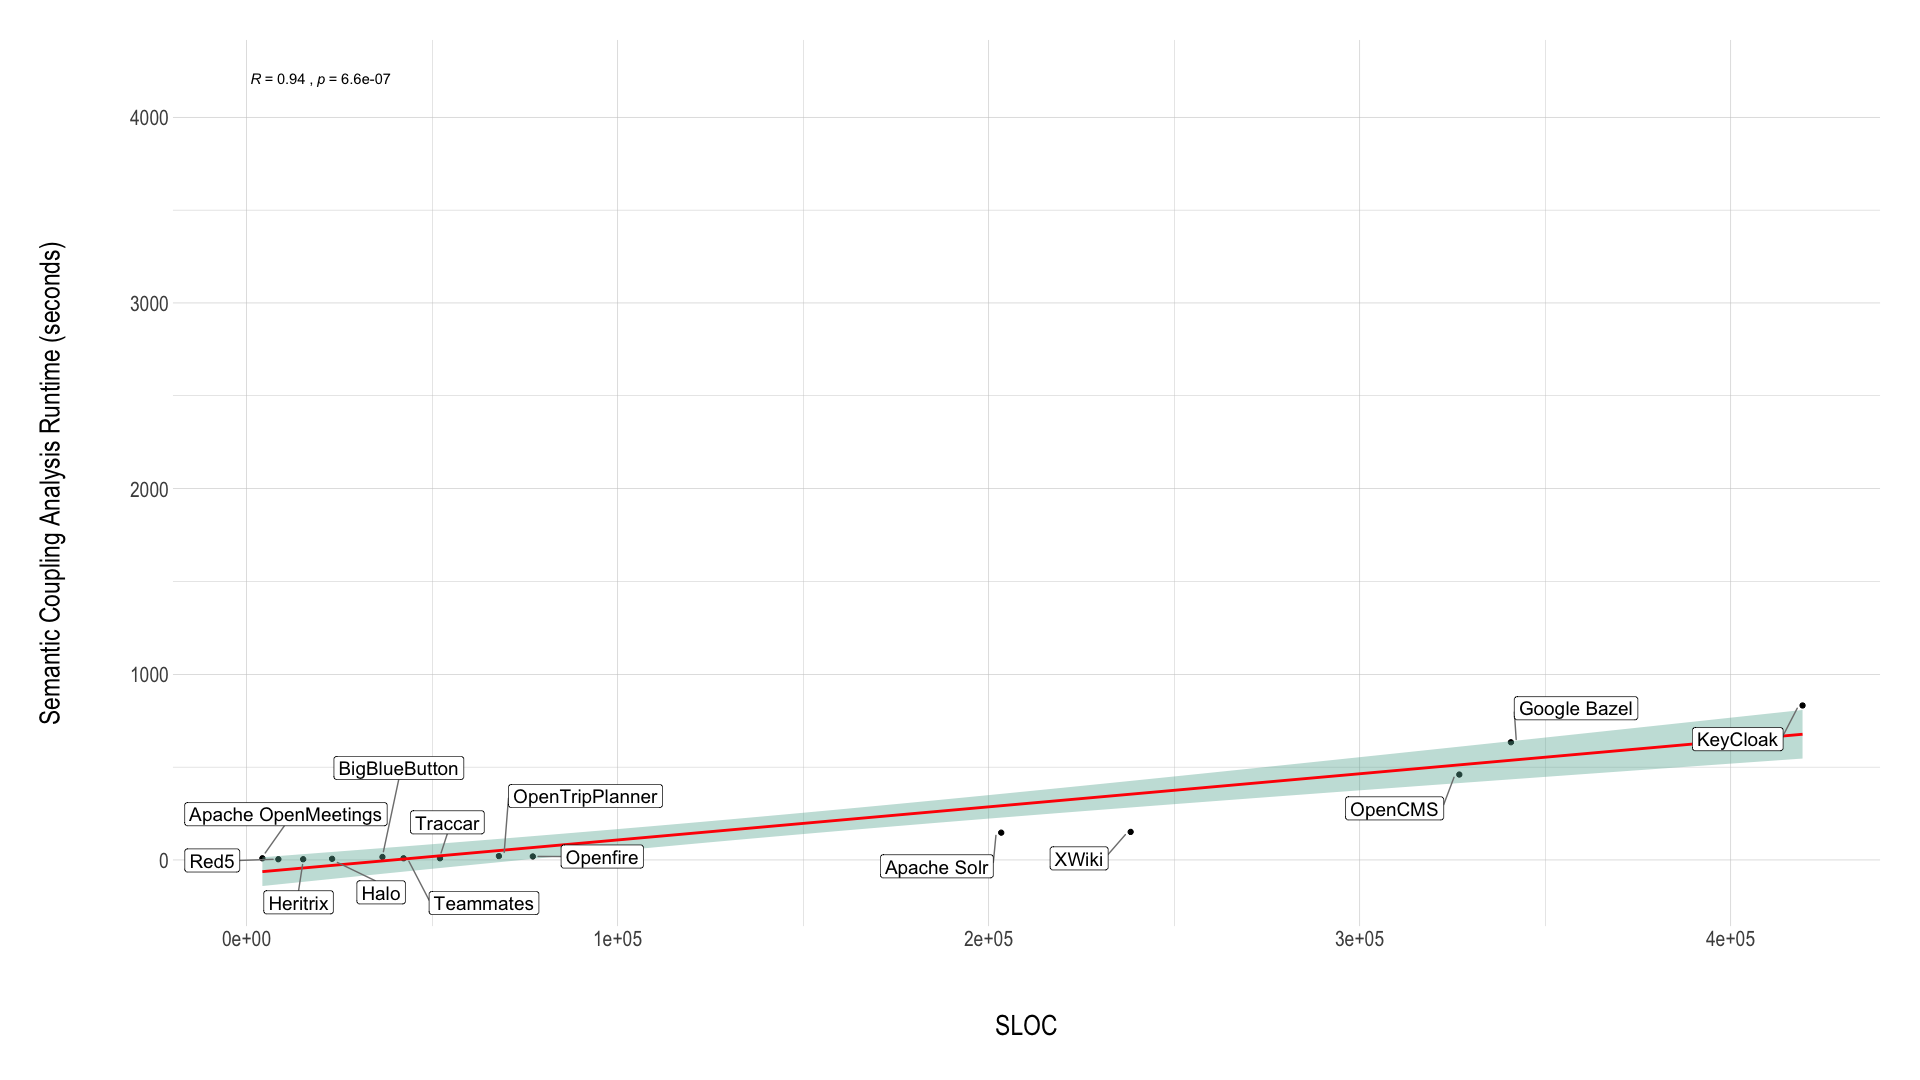 R = 0.94 , p = 6.6e-07
4000
3000
2000
1000
0
Semantic Coupling Analysis Runtime (seconds)
Google Bazel
KeyCloak
BigBlueButton
OpenTripPlanner
OpenCMS
Apache OpenMeetings
Traccar
Red5
Openfire
Apache Solr
XWiki
Heritrix
Halo
Teammates
0e+00
1e+05
2e+05
3e+05
4e+05
SLOC